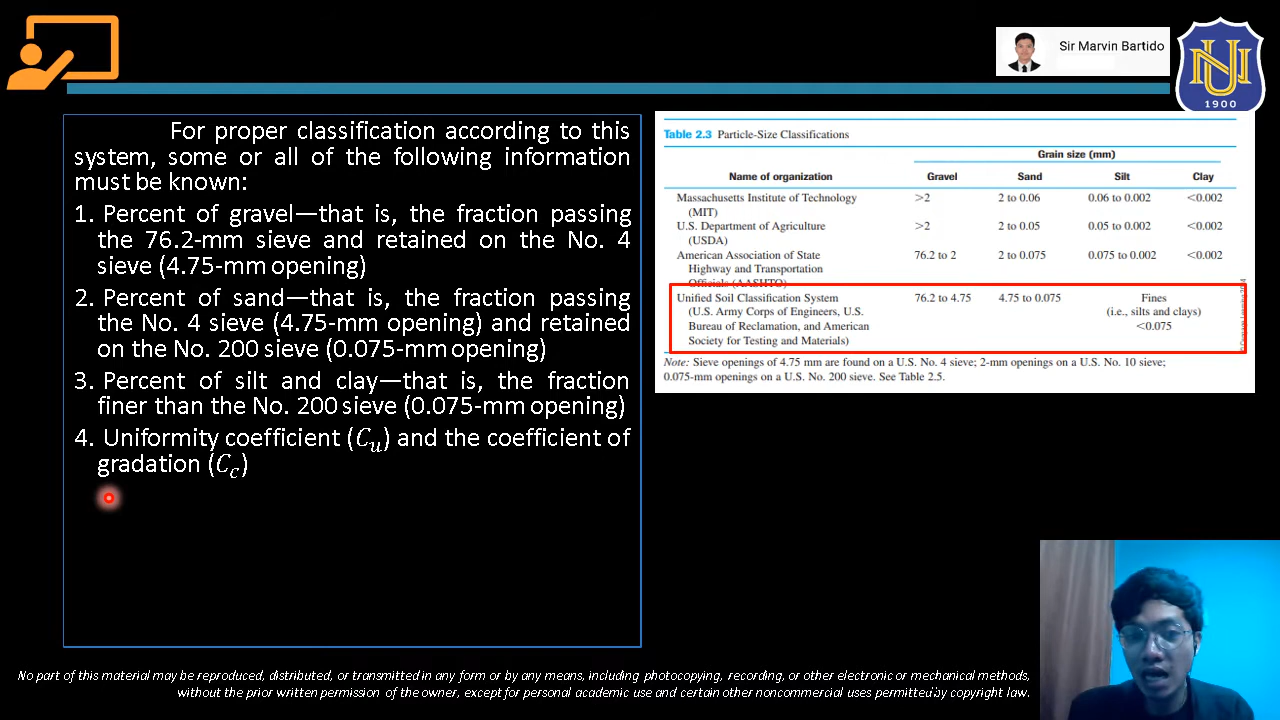 Sir Marvin Bartido
NU
1900
For proper classification according to this
system, some or all of the following information
must be known:
1. Percent of gravel—that is, the fraction passing
the 76.2-mm sieve and retained on the No. 4
sieve (4.75-mm opening)
2. Percent of sand—that is, the fraction passing
the No. 4 sieve (4.75-mm opening) and retained
on the No. 200 sieve (0.075-mm opening)
3. Percent of silt and clay—that is, the fraction
finer than the No. 200 sieve (0.075-mm opening)
4. Uniformity coefficient (C_u) and the coefficient of
gradation (C_c)
Table 2.3 Particle-Size Classifications
Grain size (mm)
Name of organization Gravel Sand Silt Clay
Massachusetts Institute of Technology >2 2 to 0.06 0.06 to 0.002 <0.002
(MIT)
U.S. Department of Agriculture >2 2 to 0.05 0.05 to 0.002 <0.002
(USDA)
American Association of State 76.2 to 2 2 to 0.075 0.075 to 0.002 <0.002
Highway and Transportation
Officials (AASHTO)
Unified Soil Classification System 76.2 to 4.75 4.75 to 0.075 Fines
(U.S. Army Corps of Engineers, U.S. (i.e., silts and clays)
Bureau of Reclamation, and American <0.075
Society for Testing and Materials)
Note: Sieve openings of 4.75 mm are found on a U.S. No. 4 sieve; 2-mm openings on a U.S. No. 10 sieve;
0.075-mm openings on a U.S. No. 200 sieve. See Table 2.5.
No part of this material may be reproduced, distributed, or transmitted in any form or by any means, including photocopying, recording, or other electronic or mechanical methods,
without the prior written permission of the owner, except for personal academic use and certain other noncommercial uses permitted by copyright law.